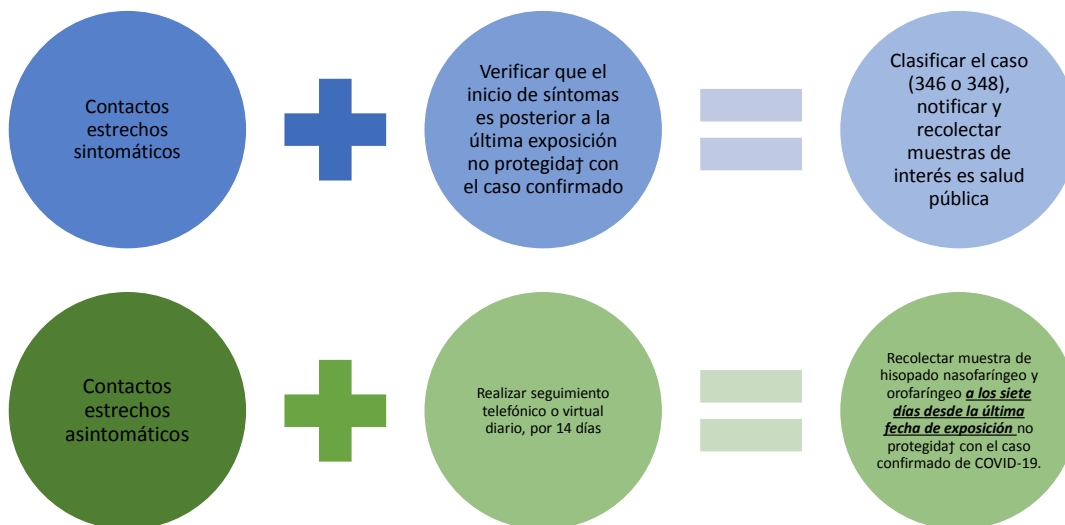 Contactos
estrechos
sintomáticos
Verificar que el
inicio de síntomas
es posterior a la
última exposición
no protegida† con
el caso confirmado
Clasificar el caso
(346 o 348),
notificar y
recolectar
muestras de
interés es salud
pública
Contactos
estrechos
asintomáticos
Realizar seguimiento
telefónico o virtual
diario, por 14 días
Recolectar muestra de
hisopado nasofaríngeo y
orofaríngeo a los siete
días desde la última
fecha de exposición no
protegida† con el caso
confirmado de COVID-19.